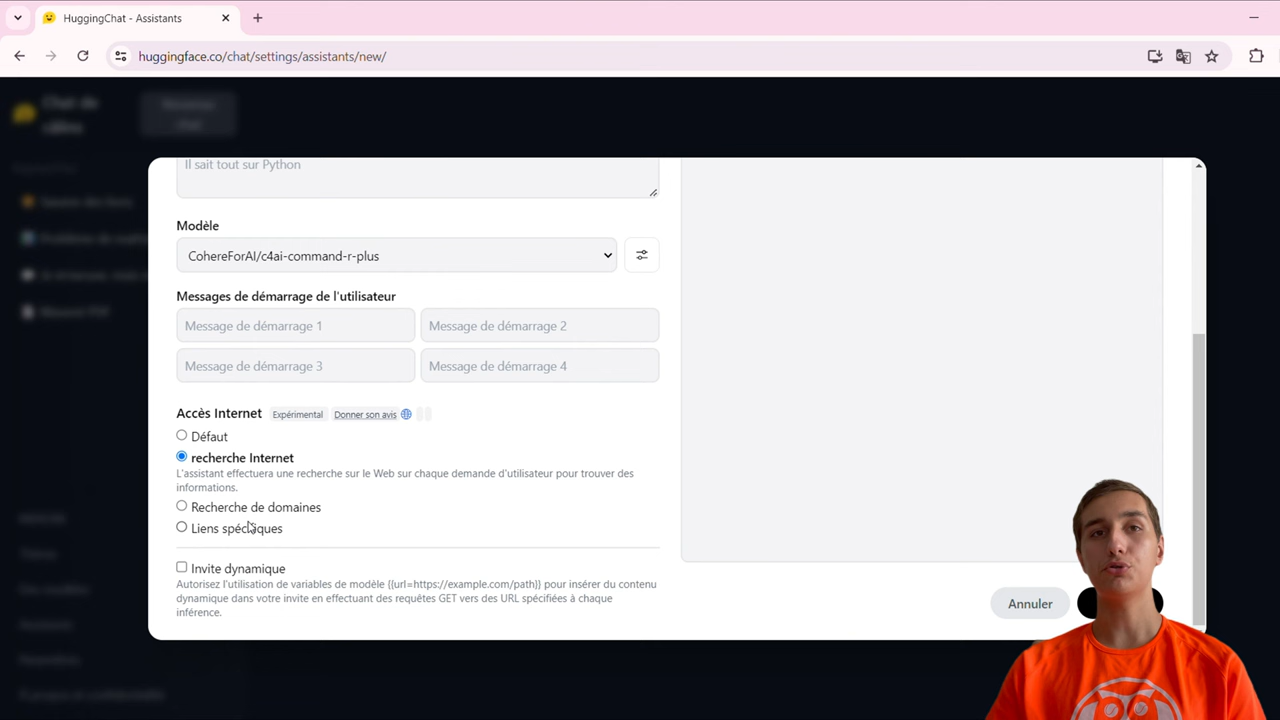 HuggingChat - Assistants
huggingface.co/chat/settings/assistants/new/
Chat de
câlins
Il sait tout sur Python
Modèle
CohereForAI/c4ai-command-r-plus
Messages de démarrage de l'utilisateur
Message de démarrage 1
Message de démarrage 2
Message de démarrage 3
Message de démarrage 4
Accès Internet Expérimental Donner son avis
Défaut
recherche Internet
L'assistant effectuera une recherche sur le Web sur chaque demande d'utilisateur pour trouver des
informations.
Recherche de domaines
Liens spécifiques
Invite dynamique
Autorisez l'utilisation de variables de modèle {{url=https://example.com/path}} pour insérer du contenu
dynamique dans votre invite en effectuant des requêtes GET vers des URL spécifiées à chaque
inférence.
Annuler